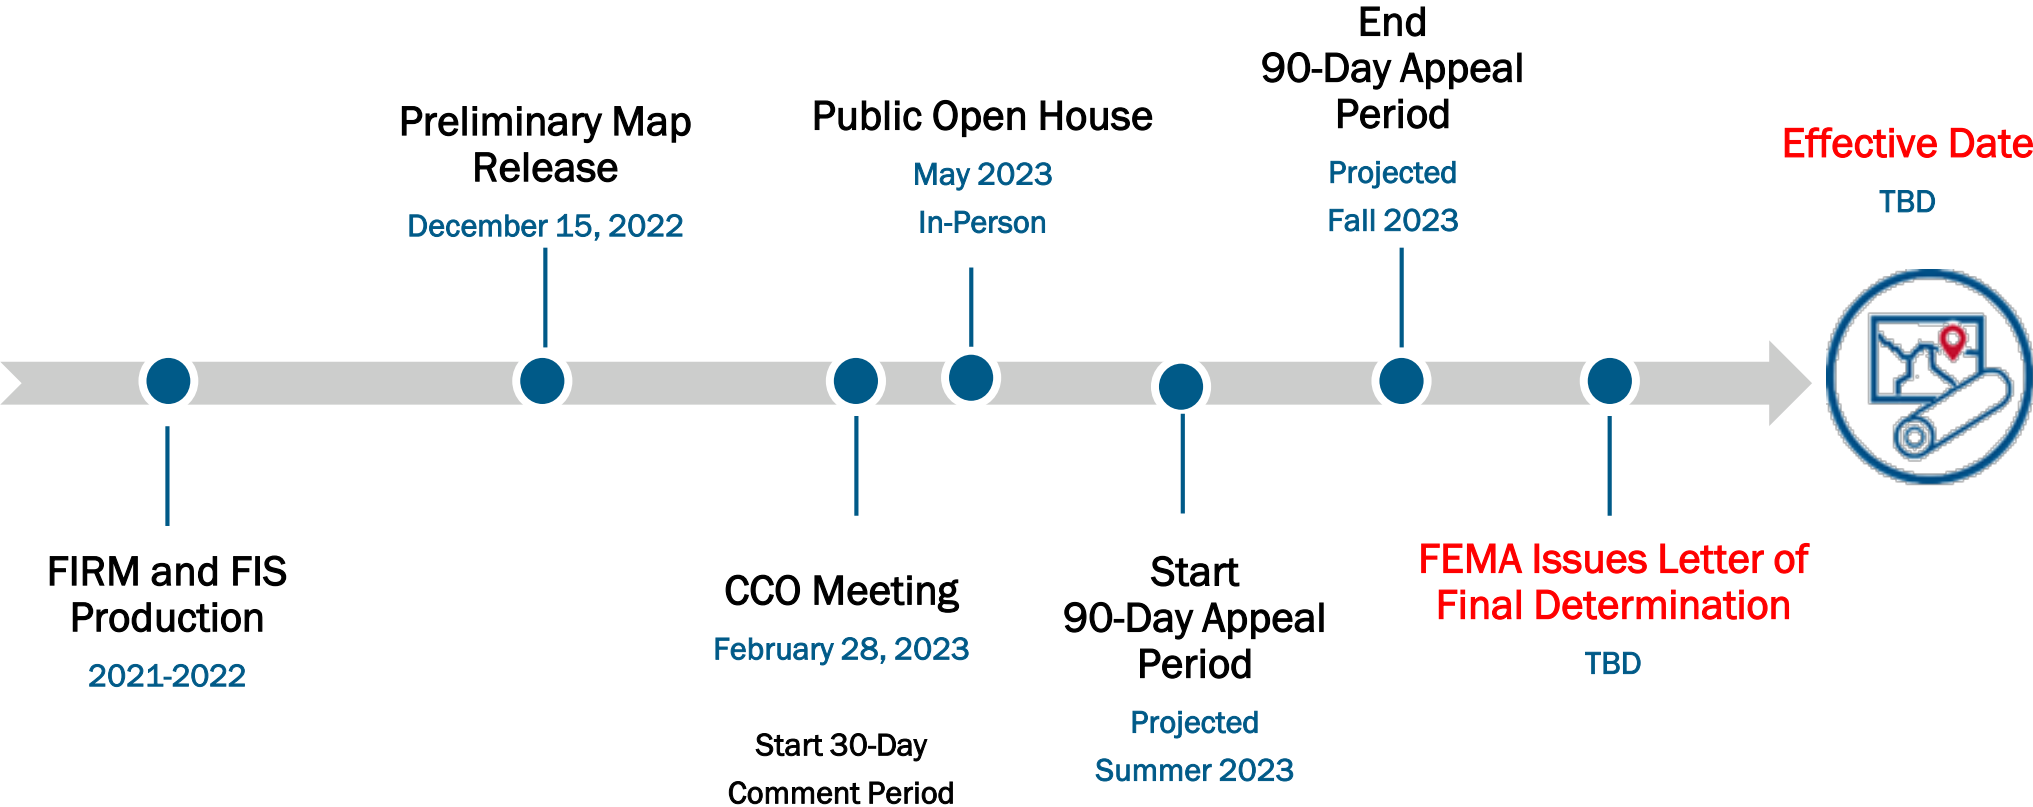 FIRM and FIS
Production
2021-2022
Preliminary Map
Release
December 15, 2022
CCO Meeting
February 28, 2023
Start 30-Day
Comment Period
Public Open House
May 2023
In-Person
Start
90-Day Appeal
Period
Projected
Summer 2023
End
90-Day Appeal
Period
Projected
Fall 2023
FEMA Issues Letter of
Final Determination
TBD
Effective Date
TBD